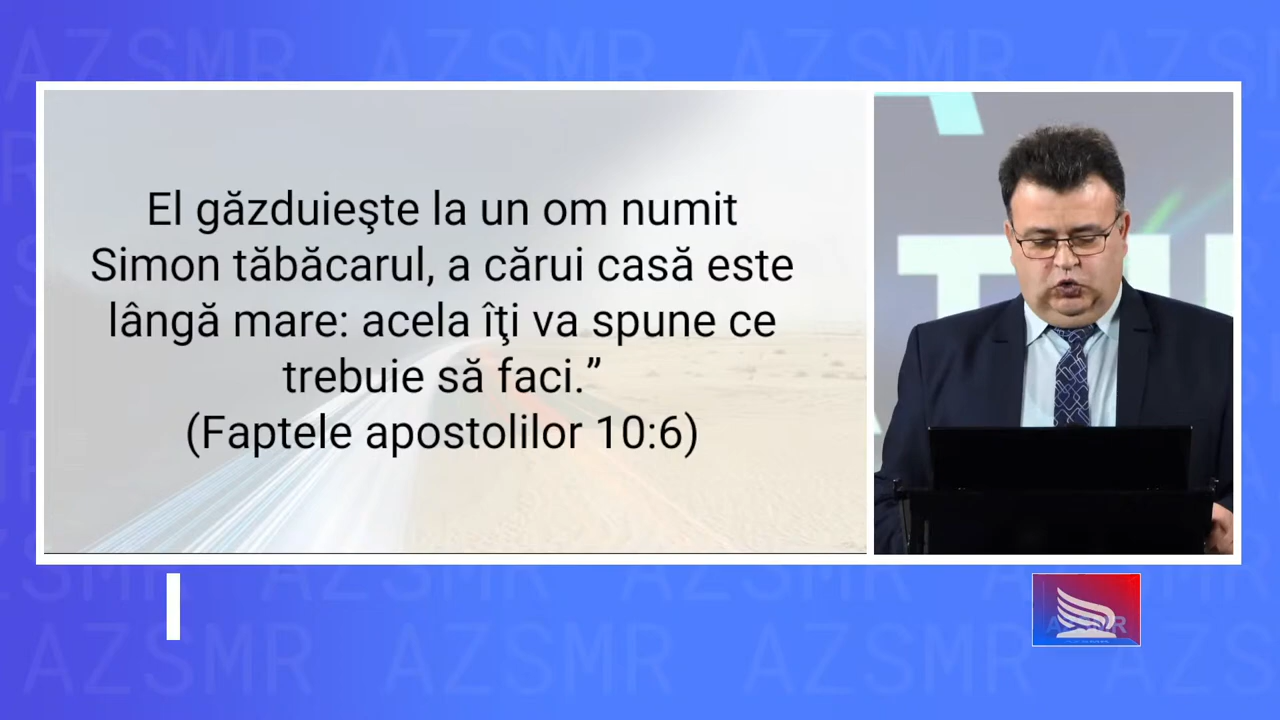 El găzduieşte la un om numit
Simon tăbăcarul, a cărui casă este
lângă mare: acela îţi va spune ce
trebuie să faci.”
(Faptele apostolilor 10:6)
AZSMR